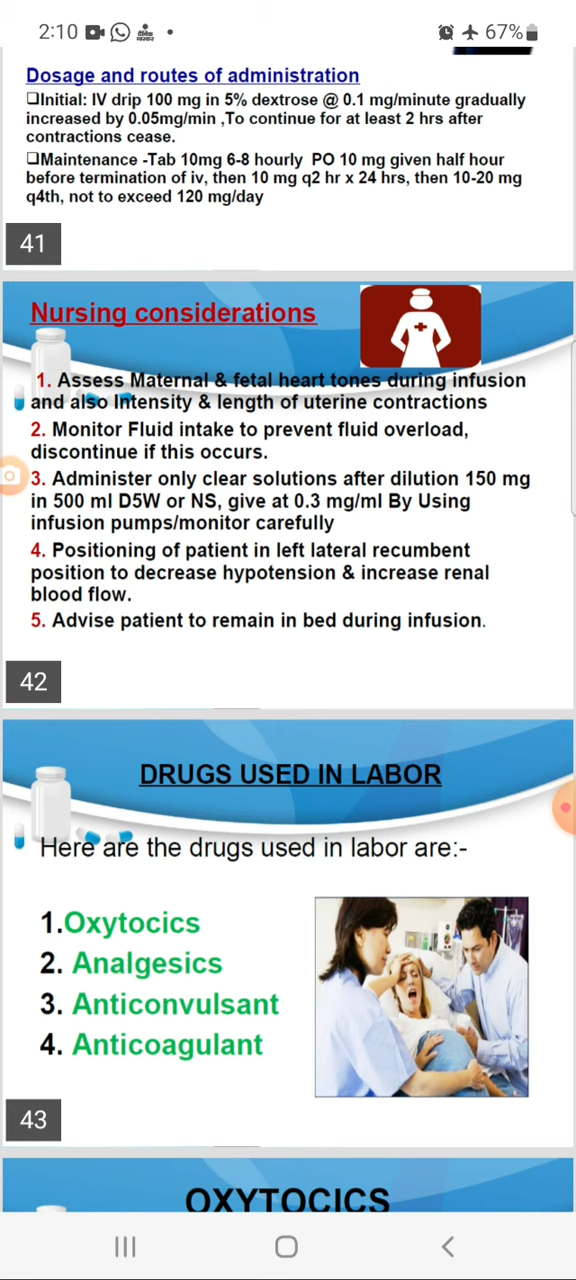 2:10
67%
Dosage and routes of administration
❑Initial: IV drip 100 mg in 5% dextrose @ 0.1 mg/minute gradually
increased by 0.05mg/min ,To continue for at least 2 hrs after
contractions cease.
❑Maintenance -Tab 10mg 6-8 hourly PO 10 mg given half hour
before termination of iv, then 10 mg q2 hr x 24 hrs, then 10-20 mg
q4th, not to exceed 120 mg/day
41
Nursing considerations
1. Assess Maternal & fetal heart tones during infusion
and also Intensity & length of uterine contractions
2. Monitor Fluid intake to prevent fluid overload,
discontinue if this occurs.
3. Administer only clear solutions after dilution 150 mg
in 500 ml D5W or NS, give at 0.3 mg/ml By Using
infusion pumps/monitor carefully
4. Positioning of patient in left lateral recumbent
position to decrease hypotension & increase renal
blood flow.
5. Advise patient to remain in bed during infusion.
42
DRUGS USED IN LABOR
Here are the drugs used in labor are:-
1.Oxytocics
2. Analgesics
3. Anticonvulsant
4. Anticoagulant
43
OXYTOCICS